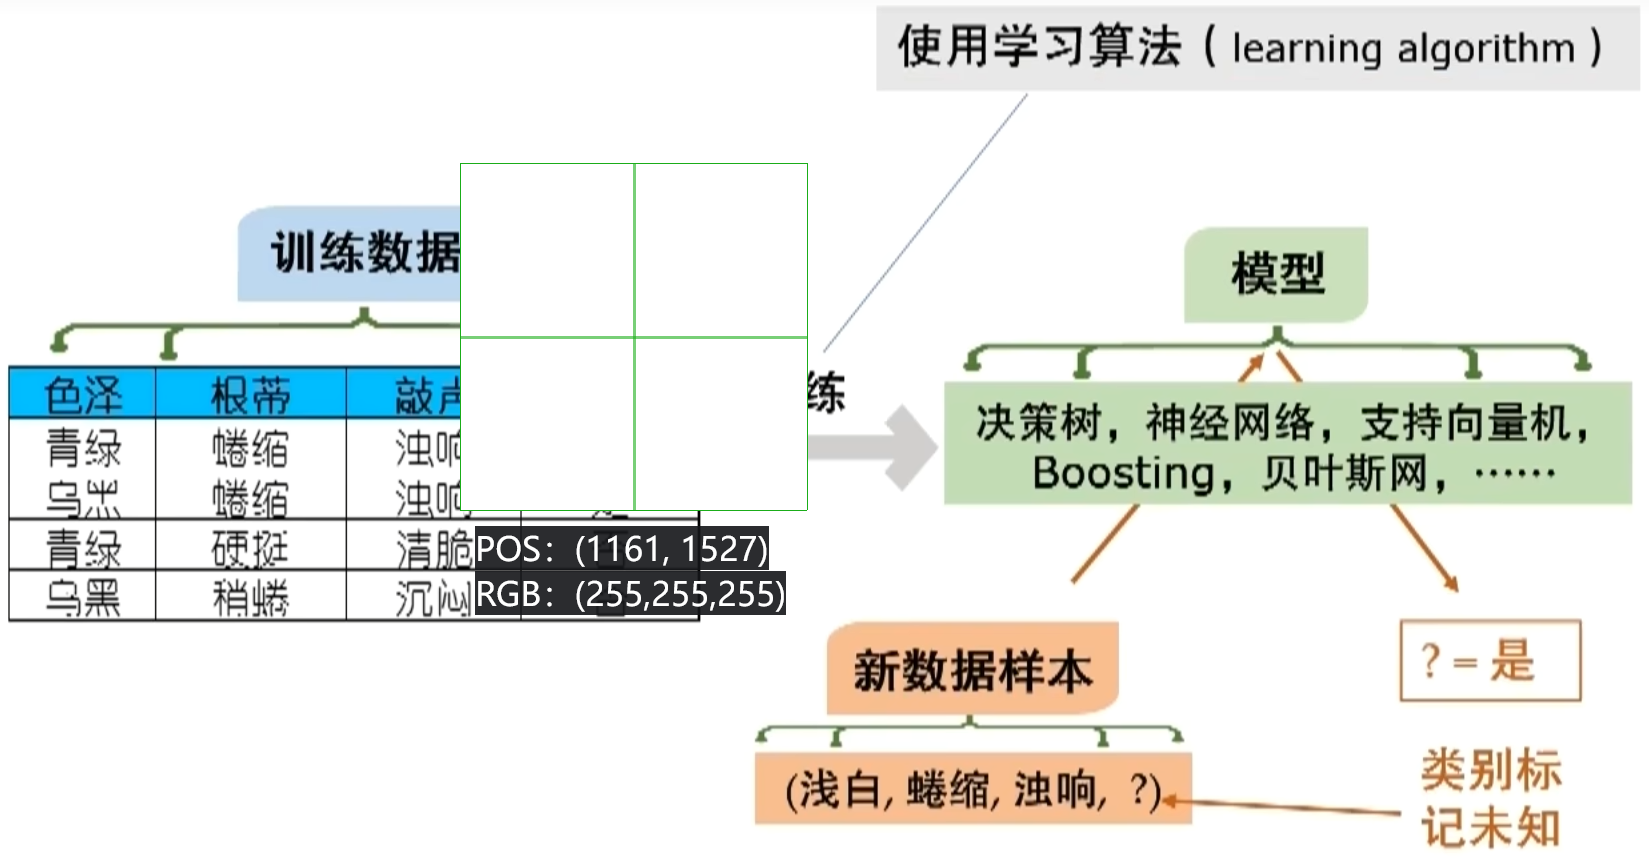 使用学习算法（learning algorithm）
训练数据
模型
色泽 根蒂 敲声
青绿 蜷缩 浊响
乌黑 蜷缩 浊响
青绿 硬挺 清脆
乌黑 稍蜷 沉闷
练
决策树，神经网络，支持向量机，
Boosting，贝叶斯网，……
POS：(1161, 1527)
RGB：(255,255,255)
新数据样本
(浅白, 蜷缩, 浊响, ?)
? = 是
类别标
记未知